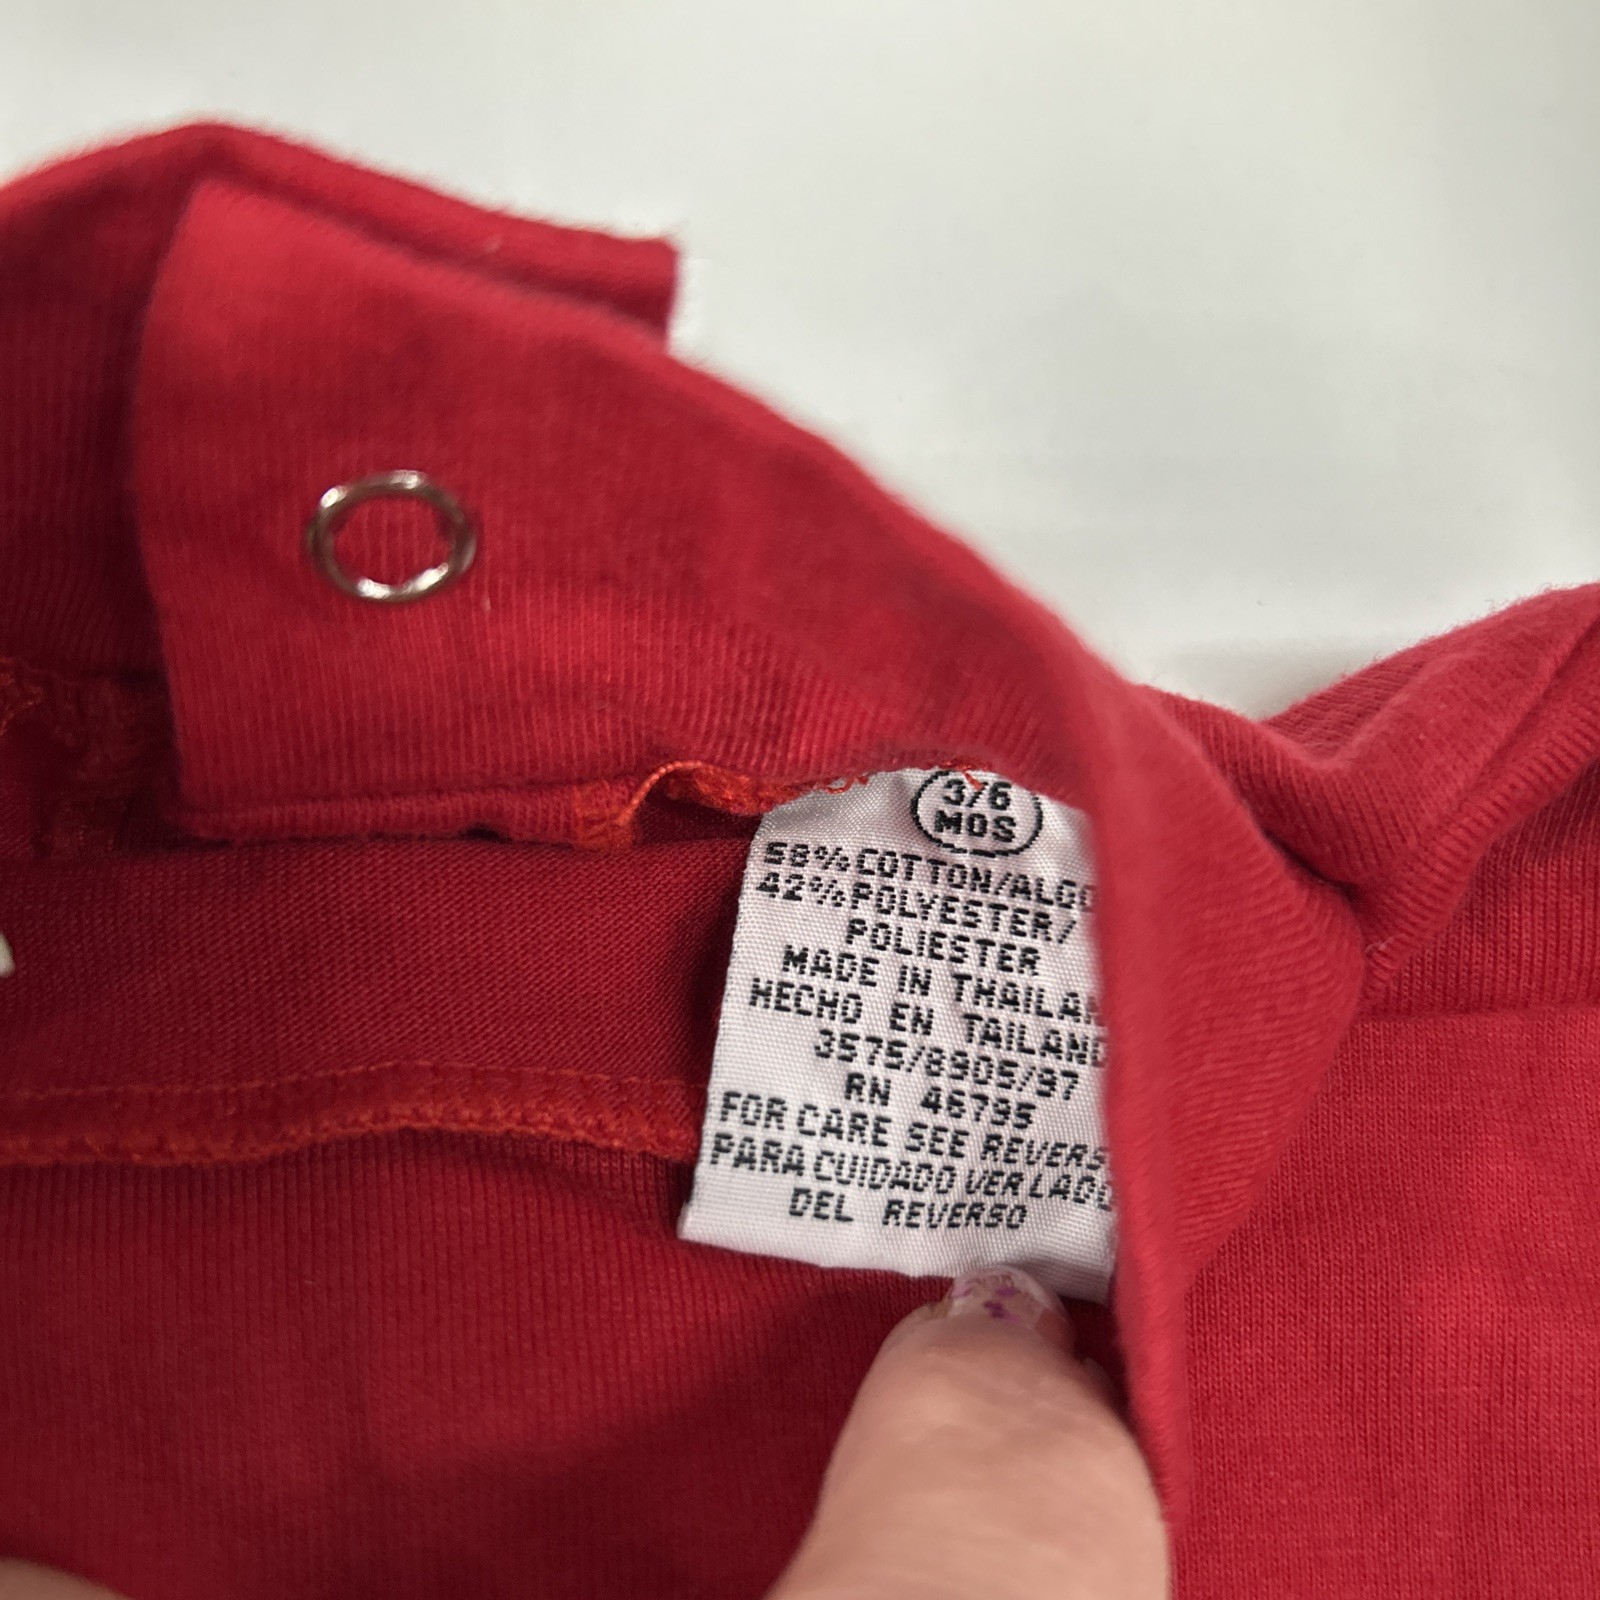 3/6
MOS
58% COTTON/ALGO
42% POLYESTER/
POLIESTER
MADE IN THAILAN
HECHO EN TAILAND
3575/8905/97
RN 46795
FOR CARE SEE REVERS
PARA CUIDADO VER LADO
DEL REVERSO